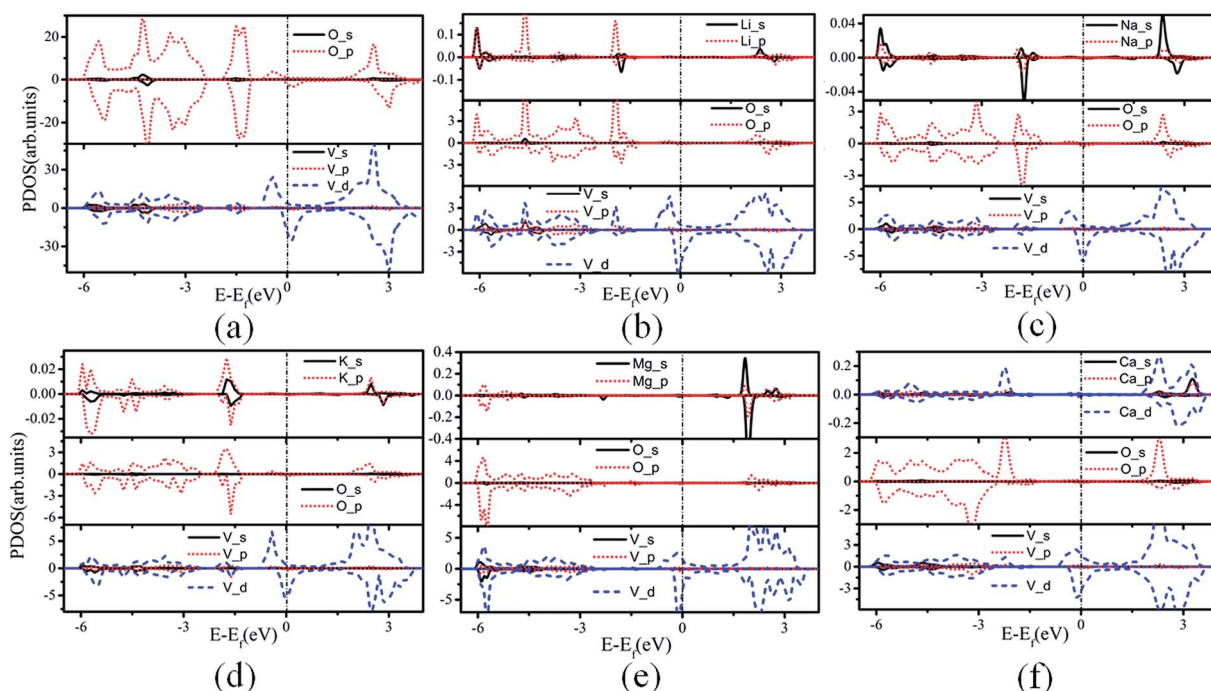 PDOS(arb.units)
20
0
-20
O_s
O_p
30
0
-30
V_s
V_p
V_d
-6 -3 0 3
E-E_f(eV)
(a)
0.1
0.0
-0.1
Li_s
Li_p
3
0
-3
O_s
O_p
3
0
-3
V_s
V_p
V_d
-6 -3 0 3
E-E_f(eV)
(b)
0.04
0.00
-0.04
Na_s
Na_p
3
0
-3
O_s
O_p
5
0
-5
V_s
V_p
V_d
-6 -3 0 3
E-E_f(eV)
(c)
PDOS(arb.units)
0.02
0.00
-0.02
K_s
K_p
3
0
-3
-6
O_s
O_p
5
0
-5
V_s
V_p
V_d
-6 -3 0 3
E-E_f(eV)
(d)
0.4
0.2
0.0
-0.2
-0.4
Mg_s
Mg_p
4
0
-4
O_s
O_p
5
0
-5
V_s
V_p
V_d
-6 -3 0 3
E-E_f(eV)
(e)
0.2
0.0
0.2
Ca_s
Ca_p
Ca_d
2
0
-2
O_s
O_p
3
0
-3
V_s
V_p
V_d
-6 -3 0 3
E-E_f(eV)
(f)